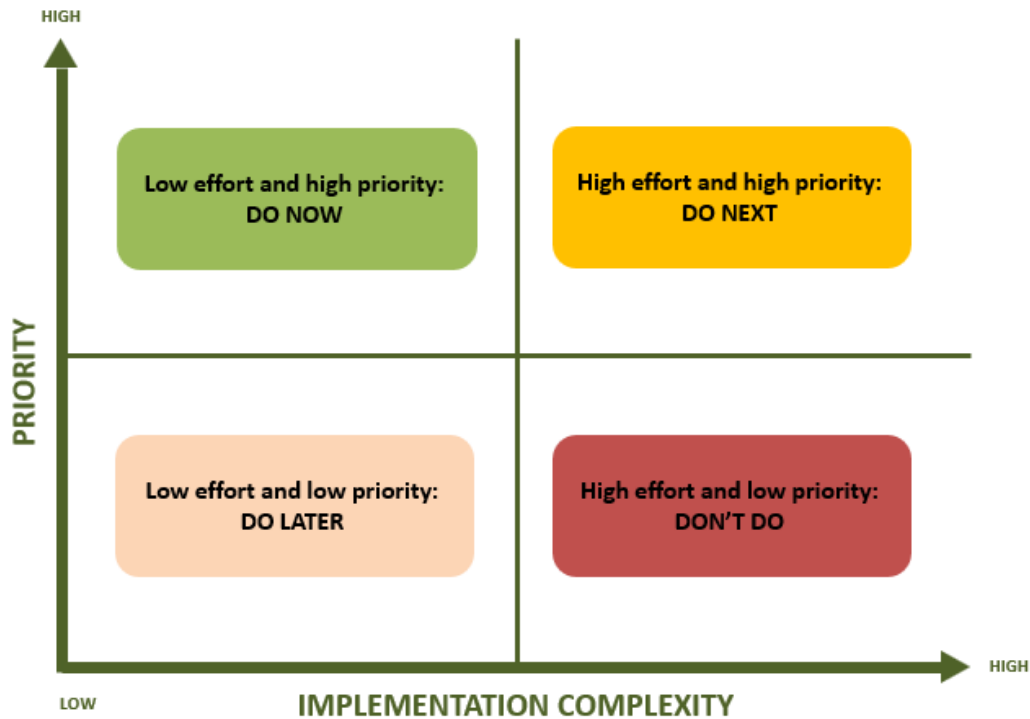 HIGH
Low effort and high priority:
DO NOW
High effort and high priority:
DO NEXT
PRIORITY
Low effort and low priority:
DO LATER
High effort and low priority:
DON’T DO
HIGH
LOW
IMPLEMENTATION COMPLEXITY